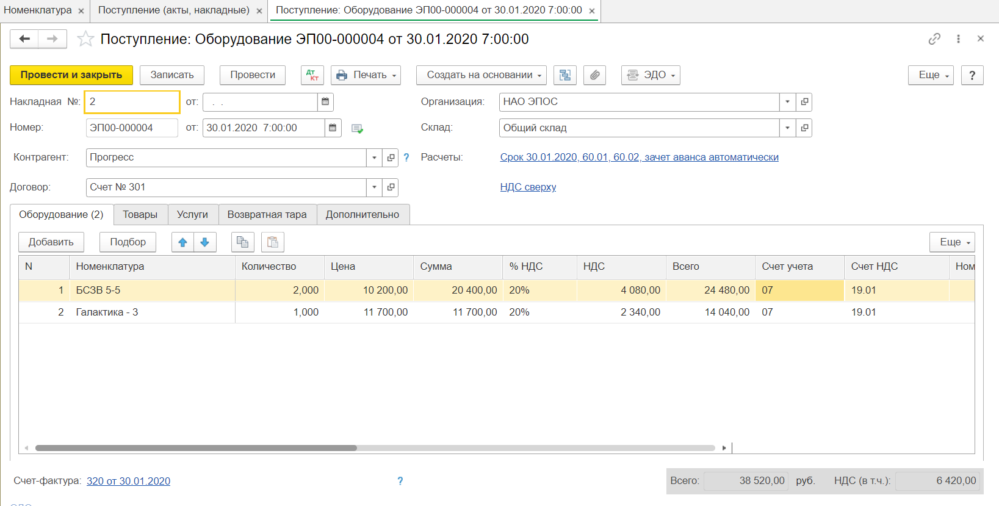 Номенклатура × Поступление (акты, накладные) × Поступление: Оборудование ЭП00-000004 от 30.01.2020 7:00:00 ×
Поступление: Оборудование ЭП00-000004 от 30.01.2020 7:00:00
Провести и закрыть Записать Провести Дт Кт Печать Создать на основании ЭДО Еще ?
Накладная №: 2 от: . . Организация: НАО ЭПОС
Номер: ЭП00-000004 от: 30.01.2020 7:00:00 Склад: Общий склад
Контрагент: Прогресс ? Расчеты: Срок 30.01.2020, 60.01, 60.02, зачет аванса автоматически
Договор: Счет № 301 НДС сверху
Оборудование (2) Товары Услуги Возвратная тара Дополнительно
Добавить Подбор Еще
N Номенклатура Количество Цена Сумма % НДС НДС Всего Счет учета Счет НДС Ном
1 БСЗВ 5-5 2,000 10 200,00 20 400,00 20% 4 080,00 24 480,00 07 19.01
2 Галактика - 3 1,000 11 700,00 11 700,00 20% 2 340,00 14 040,00 07 19.01
Счет-фактура: 320 от 30.01.2020 ? Всего: 38 520,00 руб. НДС (в т.ч.): 6 420,00